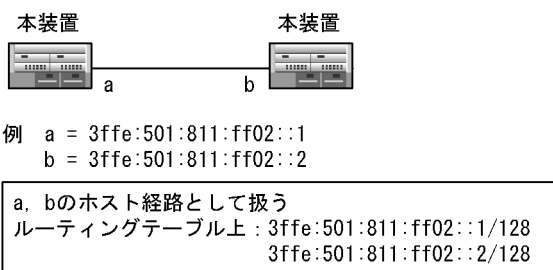 本装置 本装置
a b
例 a = 3ffe:501:811:ff02::1
b = 3ffe:501:811:ff02::2
a, bのホスト経路として扱う
ルーティングテーブル上：3ffe:501:811:ff02::1/128
3ffe:501:811:ff02::2/128